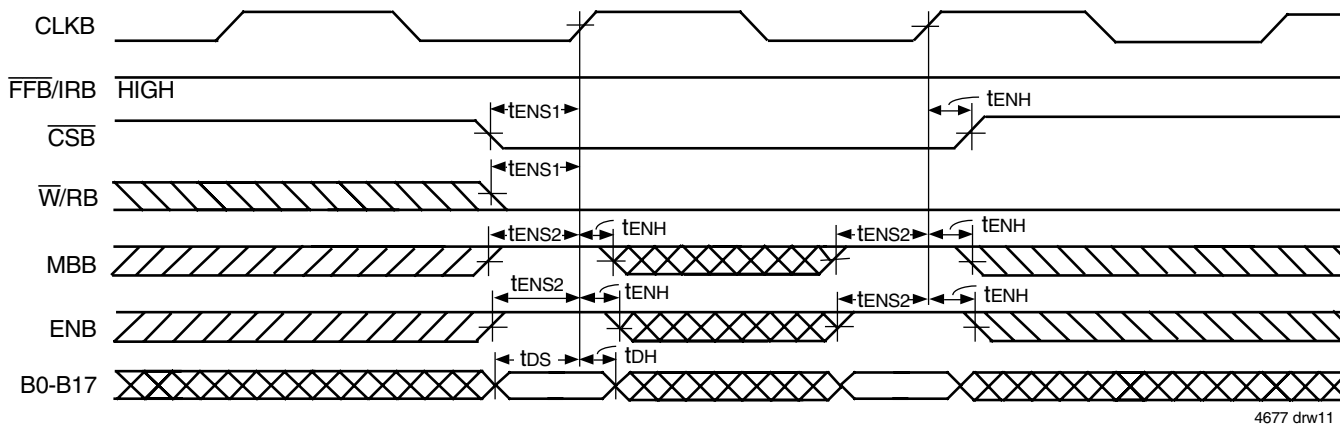 CLKB
FFB/IRB HIGH
tENS1 tENH
CSB
tENS1
W/RB
tENS2 tENH tENS2 tENH
MBB
tENS2 tENH tENS2 tENH
ENB
tDS tDH
B0-B17
4677 drw11